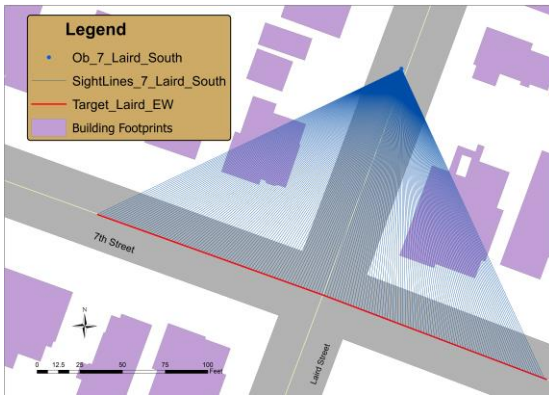 Legend
Ob_7_Laird_South
SightLines_7_Laird_South
Target_Laird_EW
Building Footprints
7th Street
Laird Street
N
0 12.5 25 50 75 100
Feet